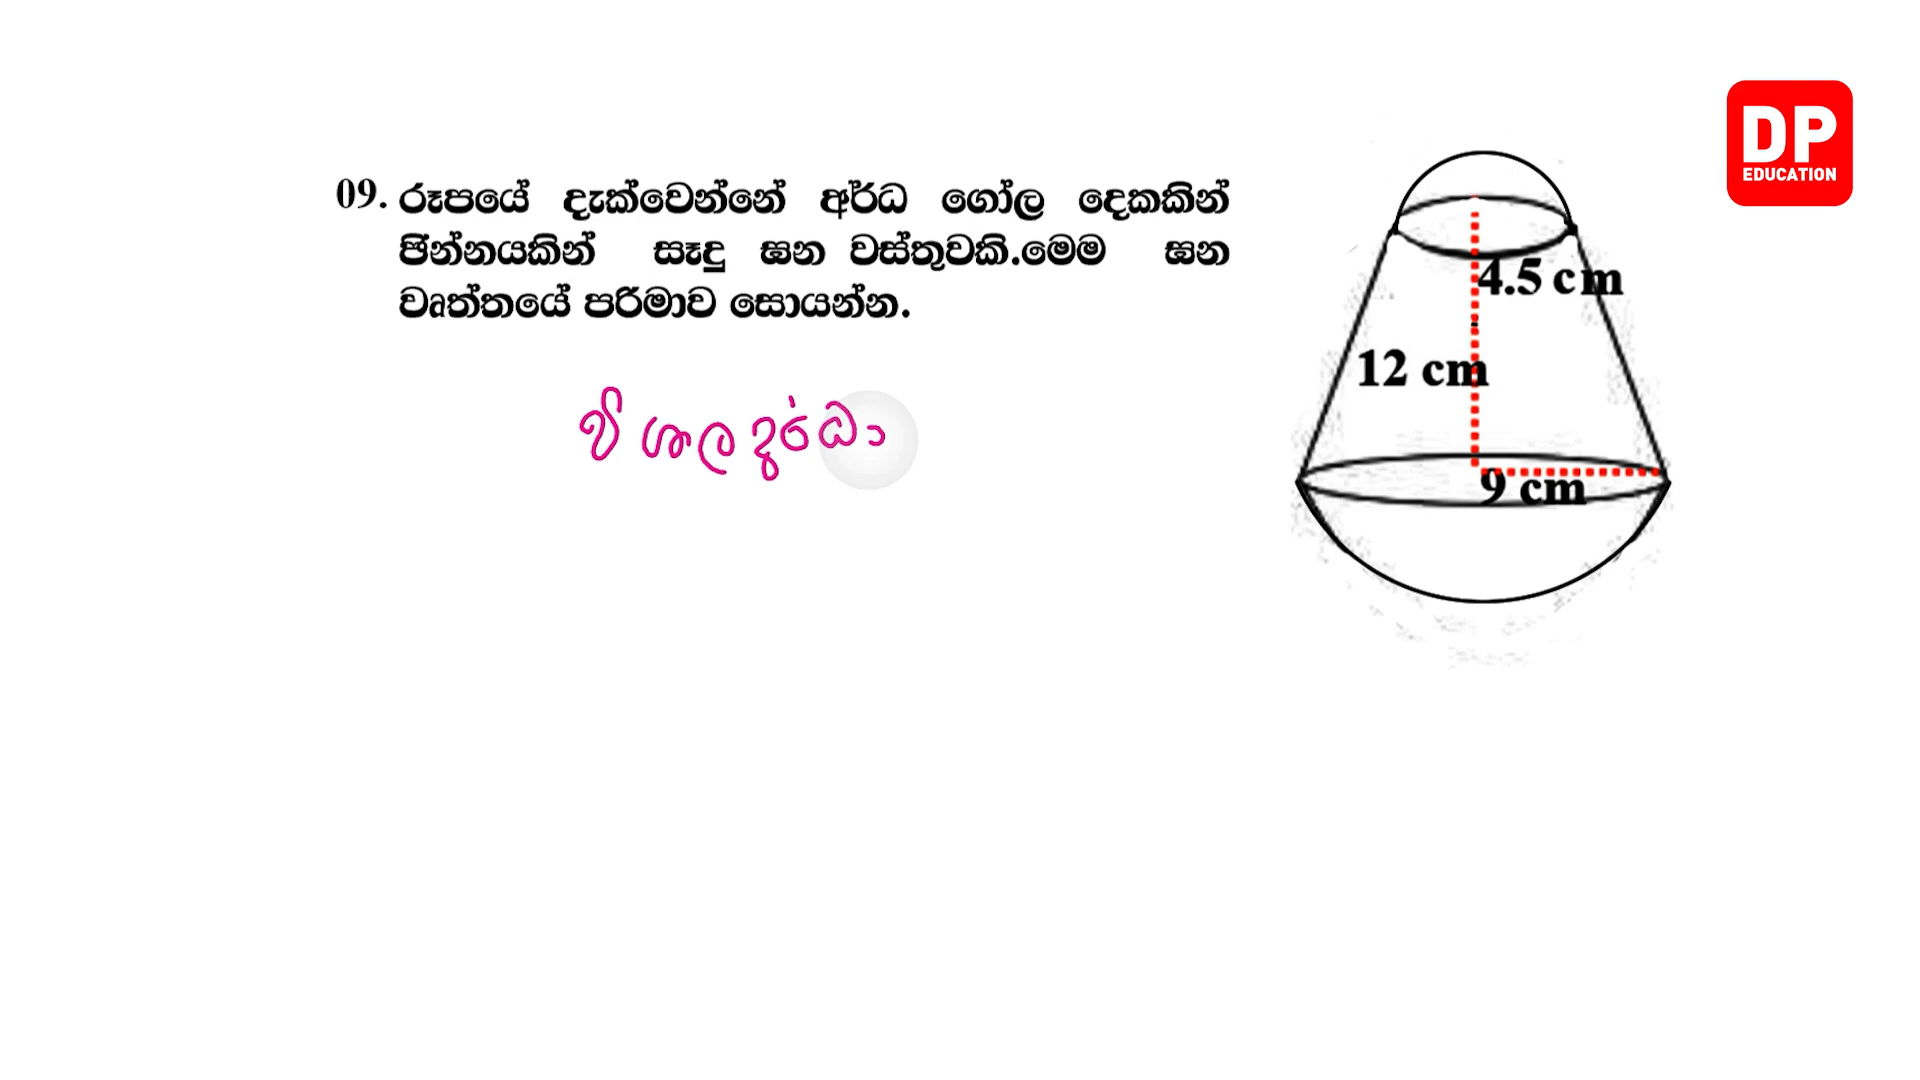 DP
EDUCATION
09. රූපයේ දැක්වෙන්නේ අර්ධ ගෝල දෙකකින්
ඡින්නයකින් සෑදු ඝන වස්තුවකි.මෙම ඝන
වෘත්තයේ පරිමාව සොයන්න.
4.5 cm
12 cm
9 cm